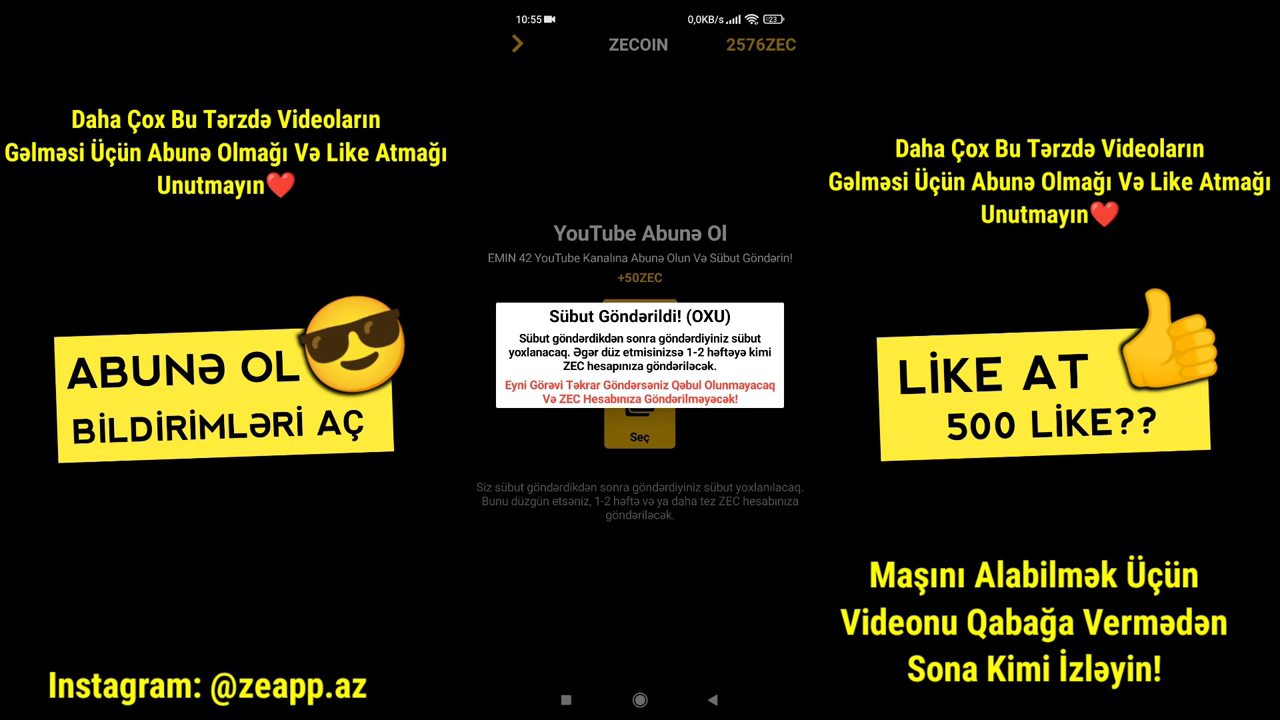 10:55
0,0KB/s
23
ZECOIN
2576ZEC
Daha Çox Bu Tərzdə Videoların
Gəlməsi Üçün Abunə Olmağı Və Like Atmağı
Unutmayın❤️
ABUNƏ OL
BİLDİRİMLƏRİ AÇ
Instagram: @zeapp.az
YouTube Abunə Ol
EMIN 42 YouTube Kanalına Abunə Olun Və Sübut Göndərin!
+50ZEC
Sübut Göndərildi! (OXU)
Sübut göndərdikdən sonra göndərdiyiniz sübut
yoxlanacaq. Əgər düz etmisinizsə 1-2 həftəyə kimi
ZEC hesapınıza göndəriləcək.
Eyni Görəvi Təkrar Göndərsəniz Qəbul Olunmayacaq
Və ZEC Hesabınıza Göndərilməyəcək!
Seç
Siz sübut göndərdikdən sonra göndərdiyiniz sübut yoxlanılacaq.
Bunu düzgün etsəniz, 1-2 həftə və ya daha tez ZEC hesabınıza
göndəriləcək.
Daha Çox Bu Tərzdə Videoların
Gəlməsi Üçün Abunə Olmağı Və Like Atmağı
Unutmayın❤️
LİKE AT
500 LİKE??
Maşını Alabilmək Üçün
Videonu Qabağa Vermədən
Sona Kimi İzləyin!